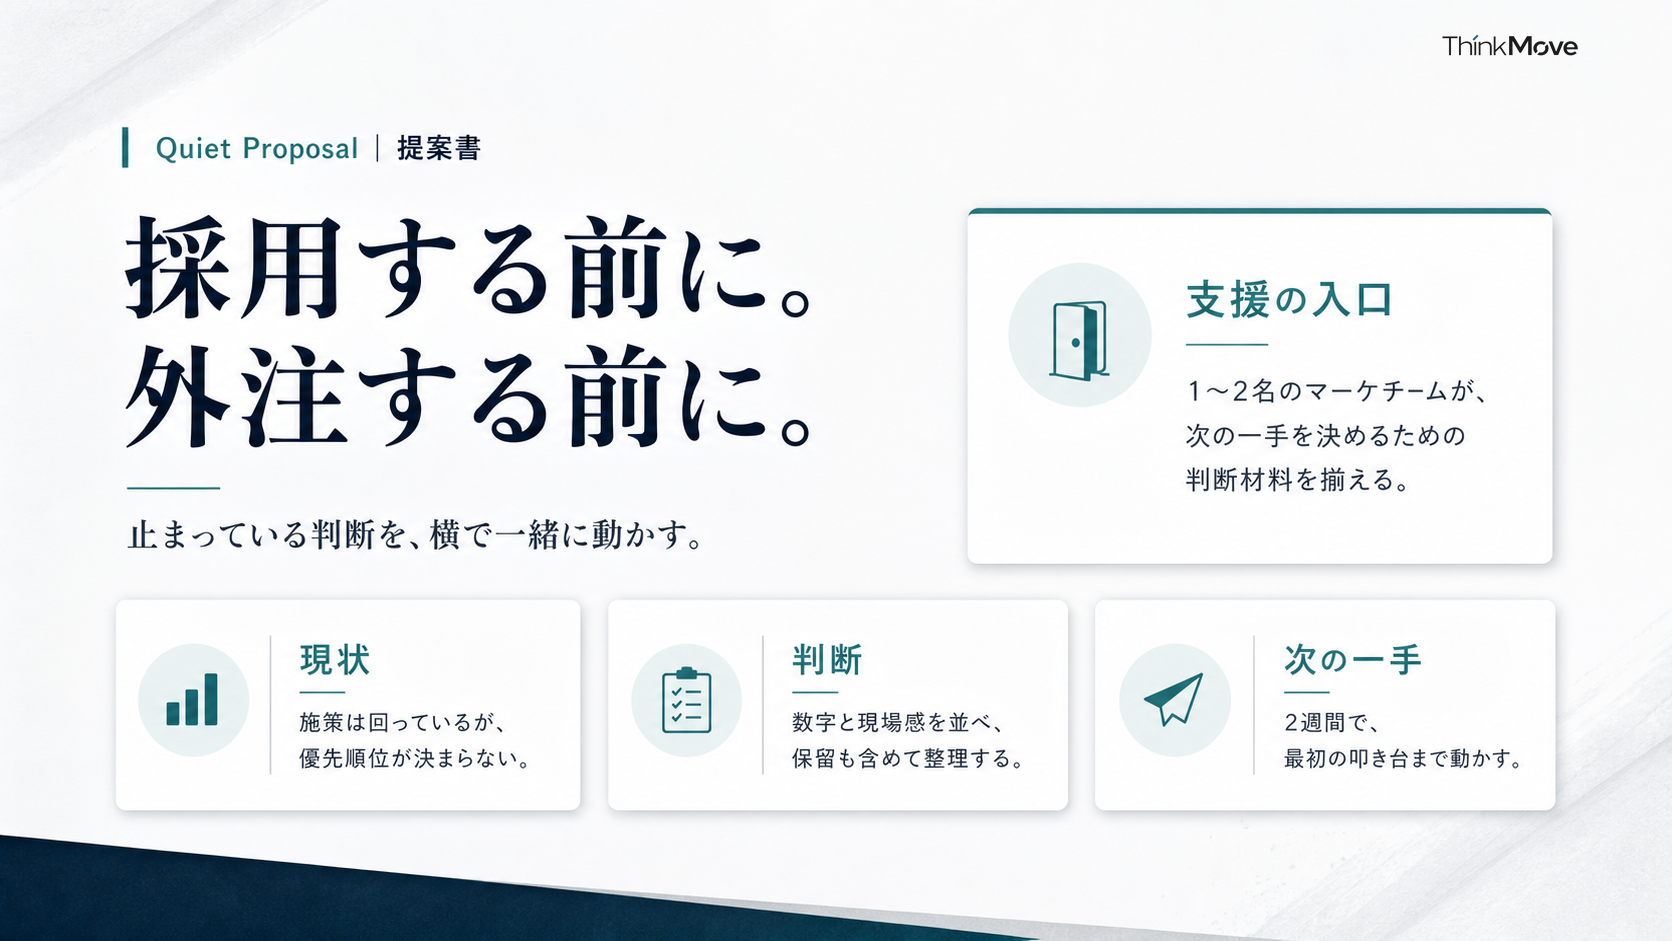 ThinkMove
Quiet Proposal｜提案書
採用する前に。
外注する前に。
止まっている判断を、横で一緒に動かす。
支援の入口
1〜2名のマーケチームが、
次の一手を決めるための
判断材料を揃える。
現状
施策は回っているが、
優先順位が決まらない。
判断
数字と現場感を並べ、
保留も含めて整理する。
次の一手
2週間で、
最初の叩き台まで動かす。